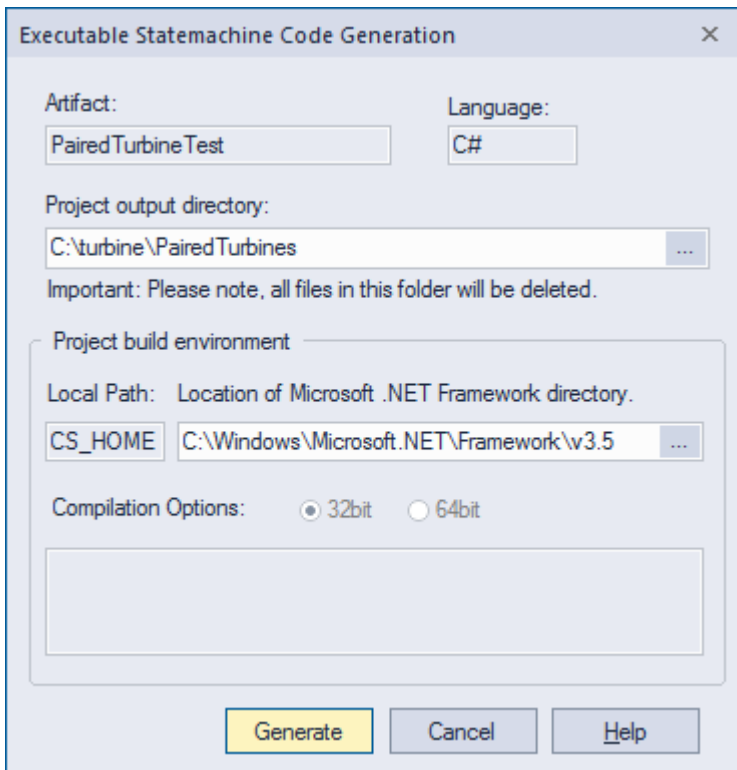 Executable Statemachine Code Generation
Artifact:
Language:
PairedTurbineTest
C#
Project output directory:
C:\turbine\PairedTurbines
...
Important: Please note, all files in this folder will be deleted.
Project build environment
Local Path: Location of Microsoft .NET Framework directory.
CS_HOME C:\Windows\Microsoft.NET\Framework\v3.5 ...
Compilation Options: 32bit 64bit
Generate Cancel Help